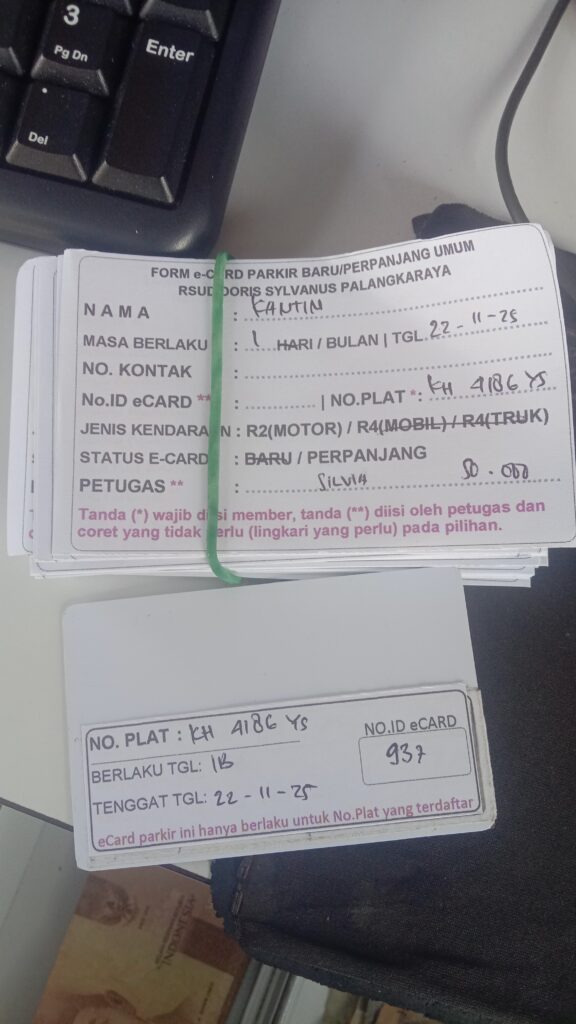 3
Pg Dn
Enter
.
Del
FORM e-CARD PARKIR BARU/PERPANJANG UMUM
RSUD DORIS SYLVANUS PALANGKARAYA
NAMA : KANTIN
MASA BERLAKU : 1 HARI / BULAN | TGL. 22 - 11 - 25
NO. KONTAK :
No.ID eCARD ** : | NO.PLAT *: KH 4186 YS
JENIS KENDARAAN : R2(MOTOR) / R4(MOBIL) / R4(TRUK)
STATUS E-CARD : BARU / PERPANJANG
PETUGAS ** : SILVIA 50.000
Tanda (*) wajib diisi member, tanda (**) diisi oleh petugas dan
coret yang tidak perlu (lingkari yang perlu) pada pilihan.
NO. PLAT : KH 4186 YS
NO.ID eCARD
937
BERLAKU TGL: 1B
TENGGAT TGL: 22 - 11 - 25
eCard parkir ini hanya berlaku untuk No.Plat yang terdaftar
INDONESIA